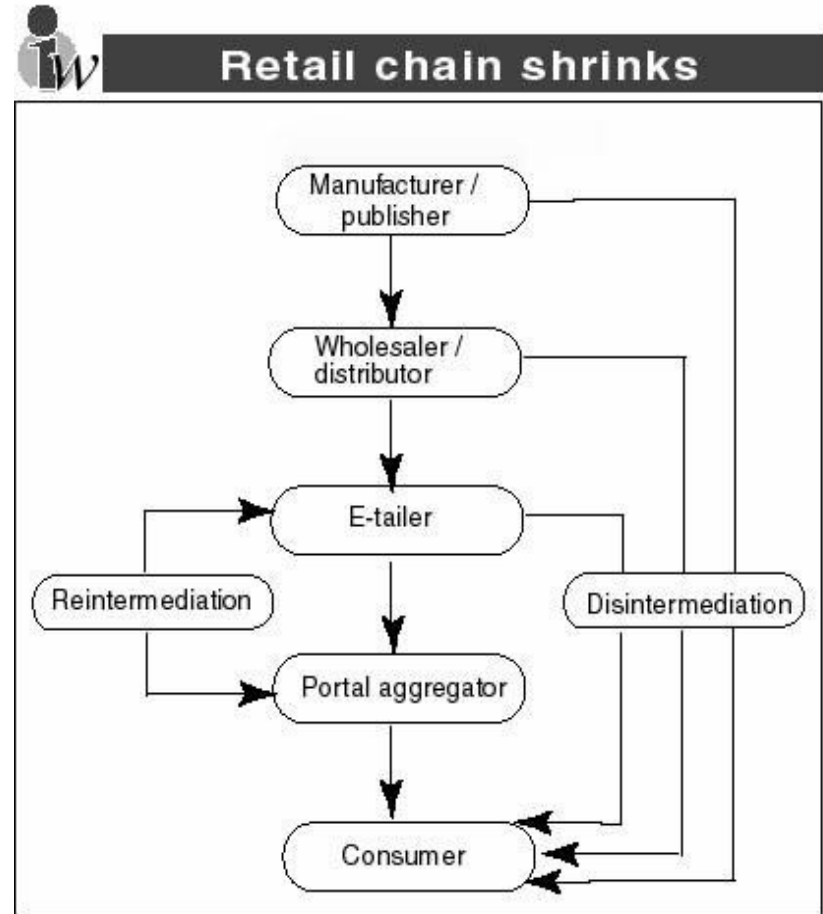 iw
Retail chain shrinks
Manufacturer /
publisher
Wholesaler /
distributor
E-tailer
Reintermediation
Disintermediation
Portal aggregator
Consumer